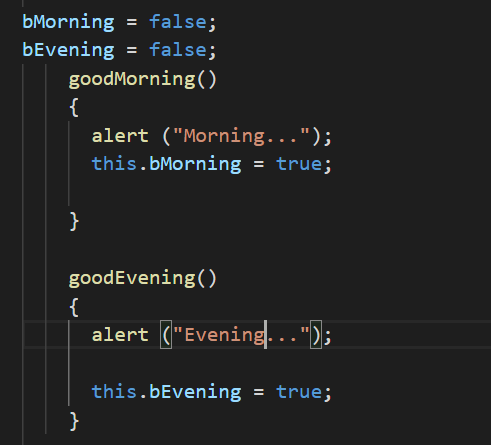 bMorning = false;
bEvening = false;
goodMorning()
{
alert ("Morning...");
this.bMorning = true;
}
goodEvening()
{
alert ("Evening...");
this.bEvening = true;
}